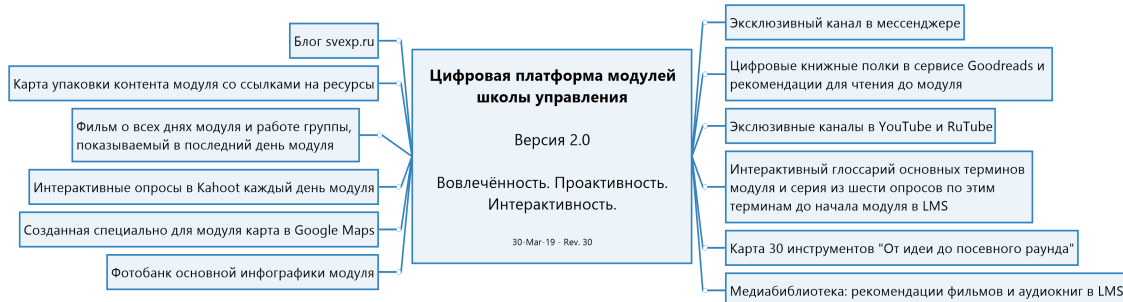 Блог svexp.ru
Карта упаковки контента модуля со ссылками на ресурсы
Фильм о всех днях модуля и работе группы,
показываемый в последний день модуля
Интерактивные опросы в Kahoot каждый день модуля
Созданная специально для модуля карта в Google Maps
Фотобанк основной инфографики модуля
Цифровая платформа модулей
школы управления
Версия 2.0
Вовлечённость. Проактивность.
Интерактивность.
30-Mar-19 - Rev. 30
Эксклюзивный канал в мессенджере
Цифровые книжные полки в сервисе Goodreads и
рекомендации для чтения до модуля
Экслюзивные каналы в YouTube и RuTube
Интерактивный глоссарий основных терминов
модуля и серия из шести опросов по этим
терминам до начала модуля в LMS
Карта 30 инструментов "От идеи до посевного раунда"
Медиабиблиотека: рекомендации фильмов и аудиокниг в LMS